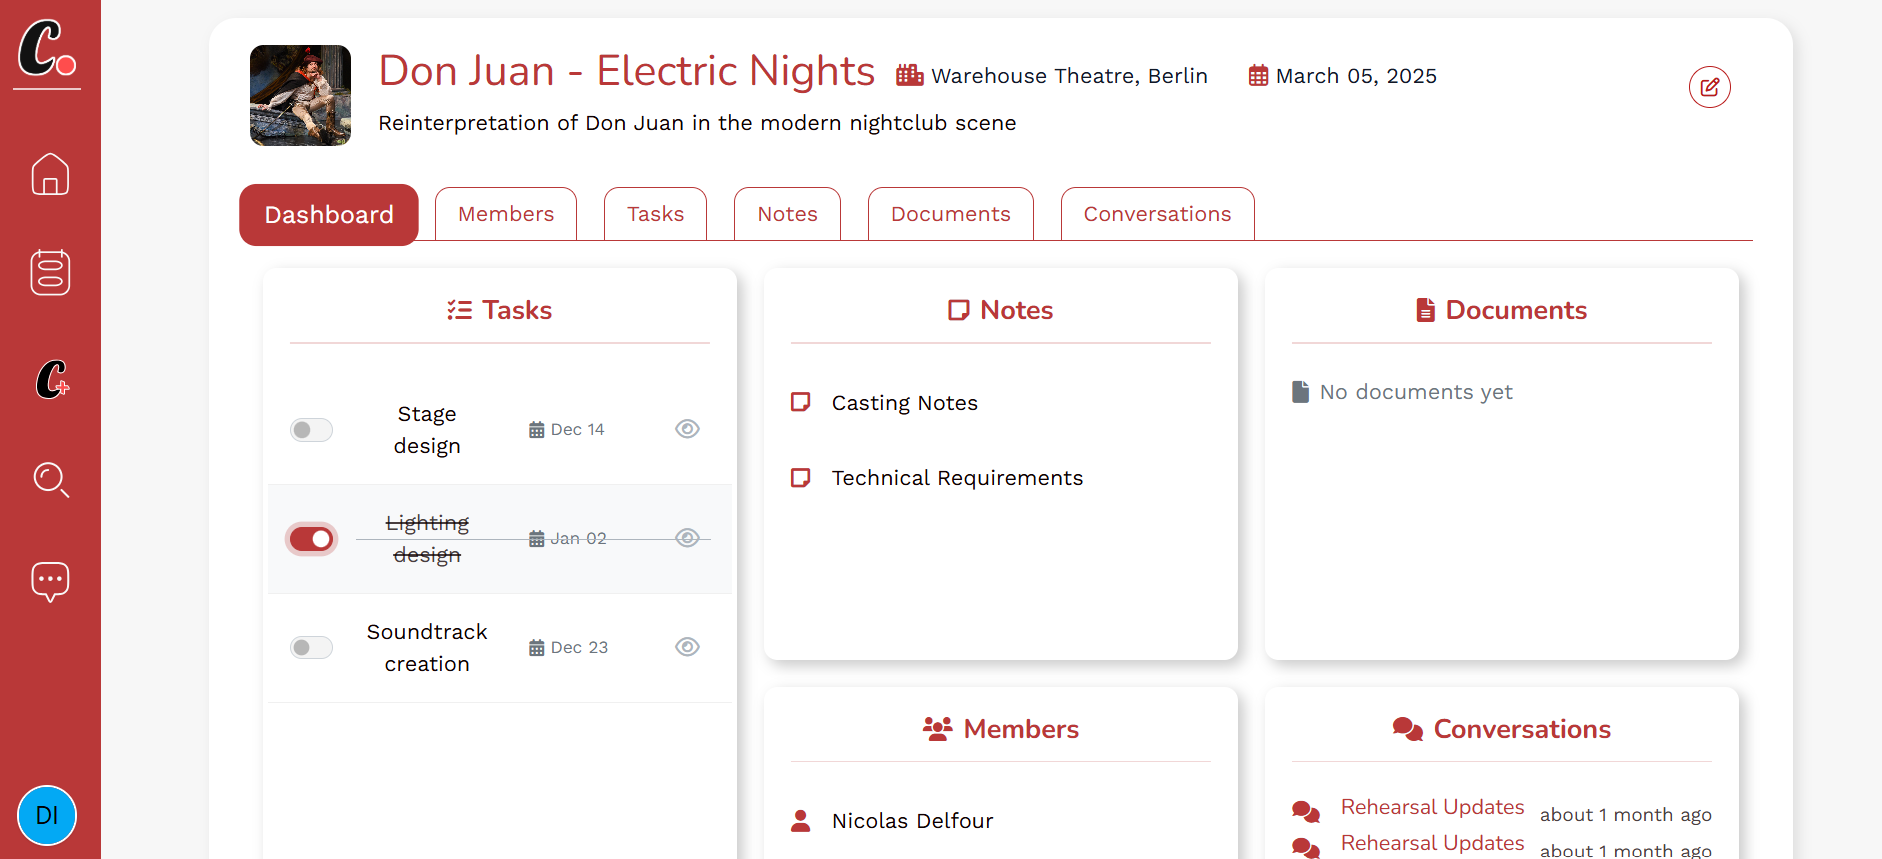 C.
Don Juan - Electric Nights
Warehouse Theatre, Berlin
March 05, 2025
Reinterpretation of Don Juan in the modern nightclub scene
Dashboard
Members
Tasks
Notes
Documents
Conversations
C+
DI
Tasks
Stage
design
Dec 14
Lighting
design
Jan 02
Soundtrack
creation
Dec 23
Notes
Casting Notes
Technical Requirements
Documents
No documents yet
Members
Nicolas Delfour
Conversations
Rehearsal Updates about 1 month ago
Rehearsal Updates about 1 month ago